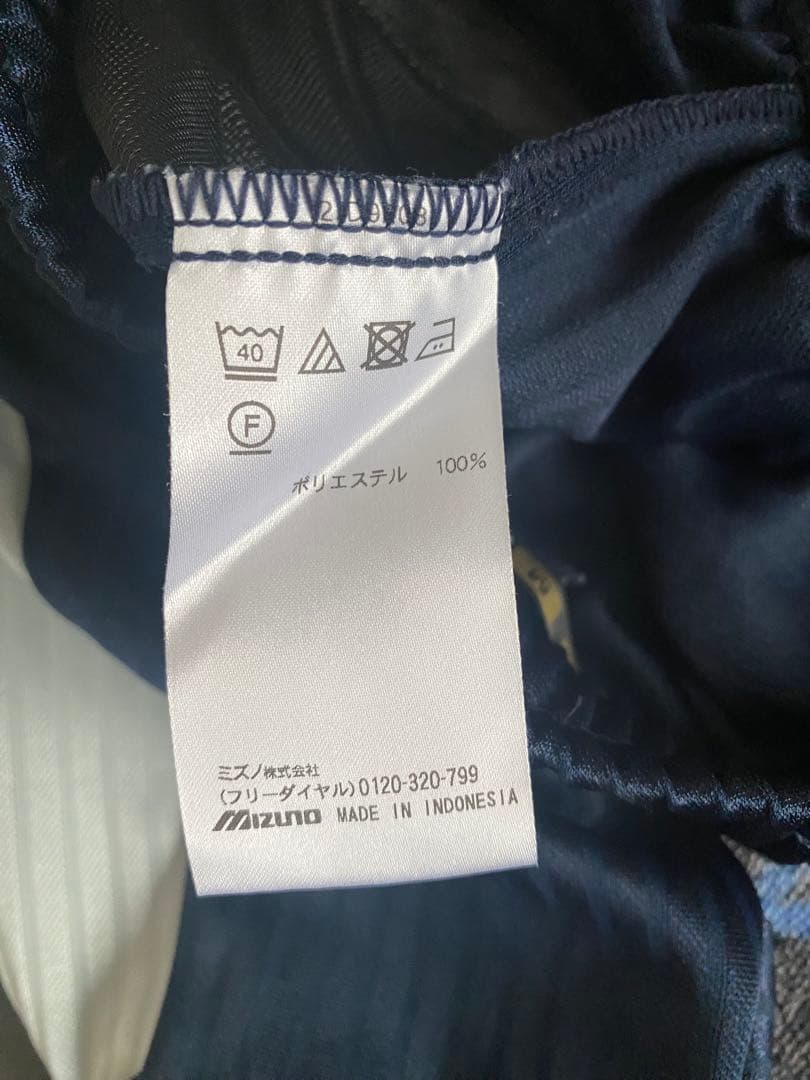 40
F
ポリエステル 100%
ミズノ株式会社
(フリーダイヤル)0120-320-799
MIZUNO MADE IN INDONESIA